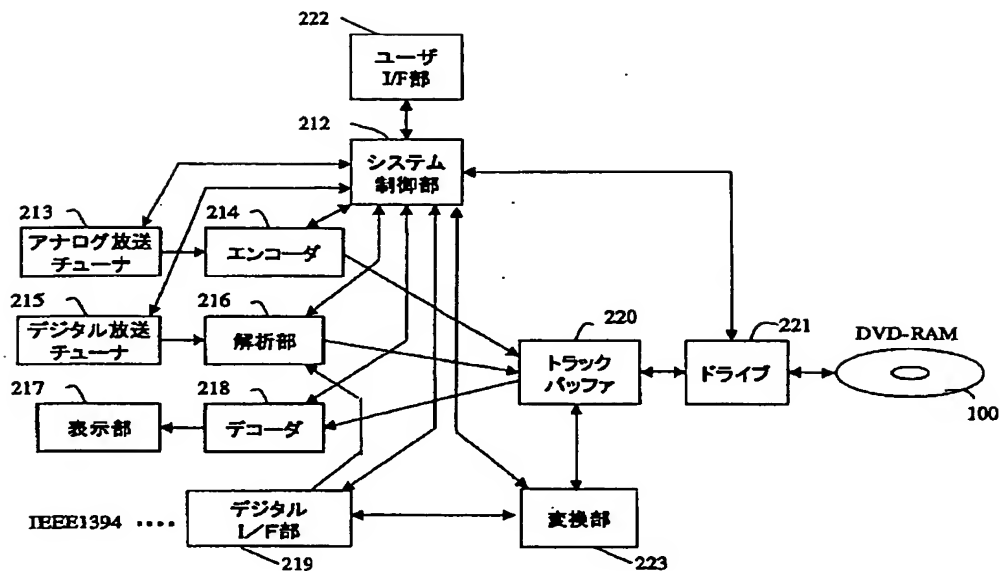 222
ユーザ
I/F部
212
システム
制御部
213
アナログ放送
チューナ
214
エンコーダ
215
デジタル放送
チューナ
216
解析部
220
トラック
バッファ
221
ドライブ
DVD-RAM
100
217
表示部
218
デコーダ
IEEE1394 ····
デジタル
I/F部
219
変換部
223